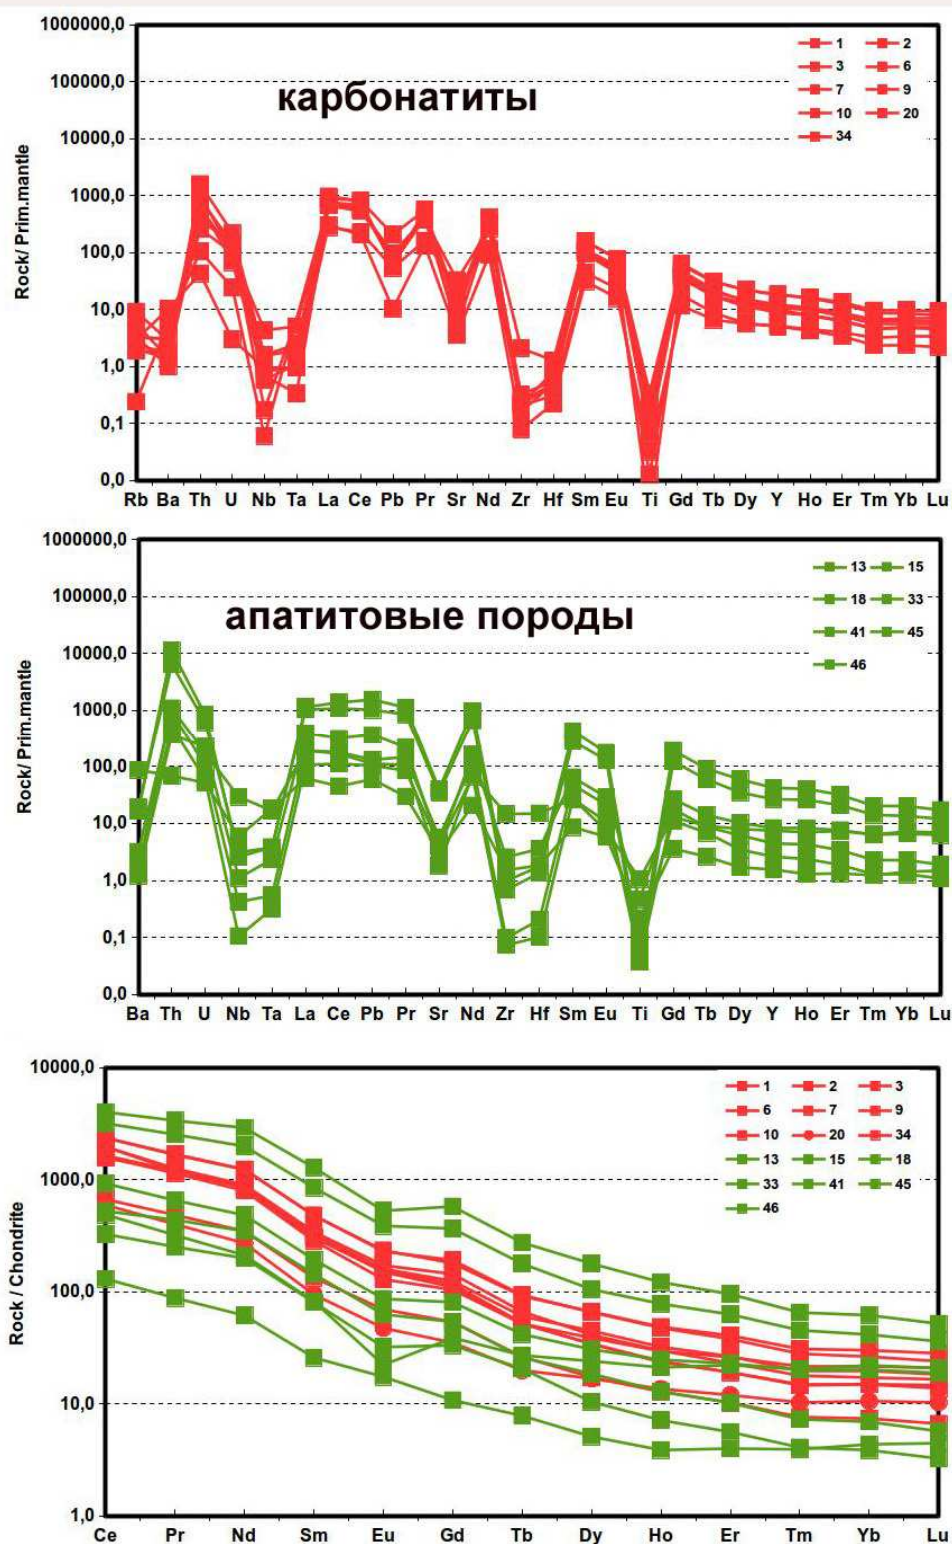 1000000,0
100000,0
10000,0
1000,0
100,0
10,0
1,0
0,1
0,0
Rock/ Prim.mantle
карбонатиты
1 2
3 6
7 9
10 20
34
Rb Ba Th U Nb Ta La Ce Pb Pr Sr Nd Zr Hf Sm Eu Ti Gd Tb Dy Y Ho Er Tm Yb Lu
1000000,0
100000,0
10000,0
1000,0
100,0
10,0
1,0
0,1
0,0
Rock/ Prim.mantle
апатитовые породы
13 15
18 33
41 45
46
Ba Th U Nb Ta La Ce Pb Pr Sr Nd Zr Hf Sm Eu Ti Gd Tb Dy Y Ho Er Tm Yb Lu
10000,0
1000,0
100,0
10,0
1,0
Rock / Chondrite
1 2 3
6 7 9
10 20 34
13 15 18
33 41 45
46
Ce Pr Nd Sm Eu Gd Tb Dy Ho Er Tm Yb Lu